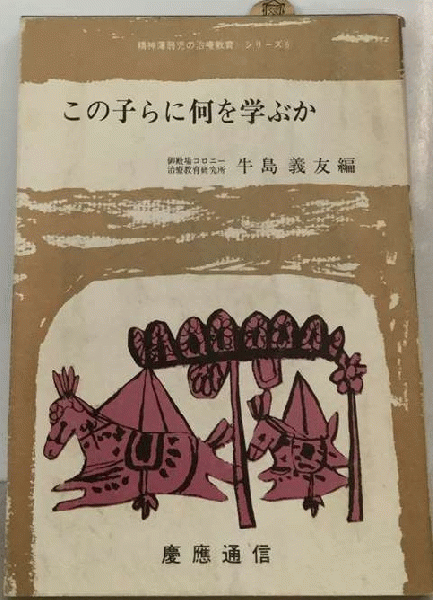 精神薄弱児の治療教育 シリーズ6
この子らに何を学ぶか
御殿場コロニー
治療教育研究所 牛島義友編
慶應通信